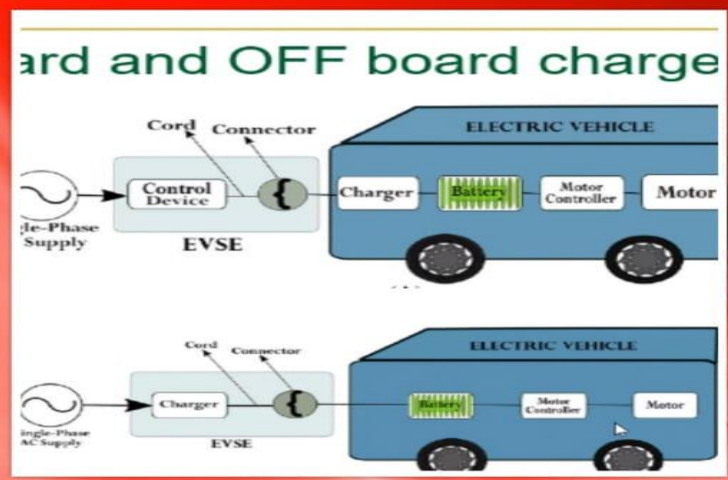 ard and OFF board charge
Cord Connector
ELECTRIC VEHICLE
Control
Device
Charger
Battery
Motor
Controller
Motor
gle-Phase
Supply
EVSE
Cord
Connector
ELECTRIC VEHICLE
Charger
Battery
Motor
Controller
Motor
ingle-Phase
AC Supply
EVSE